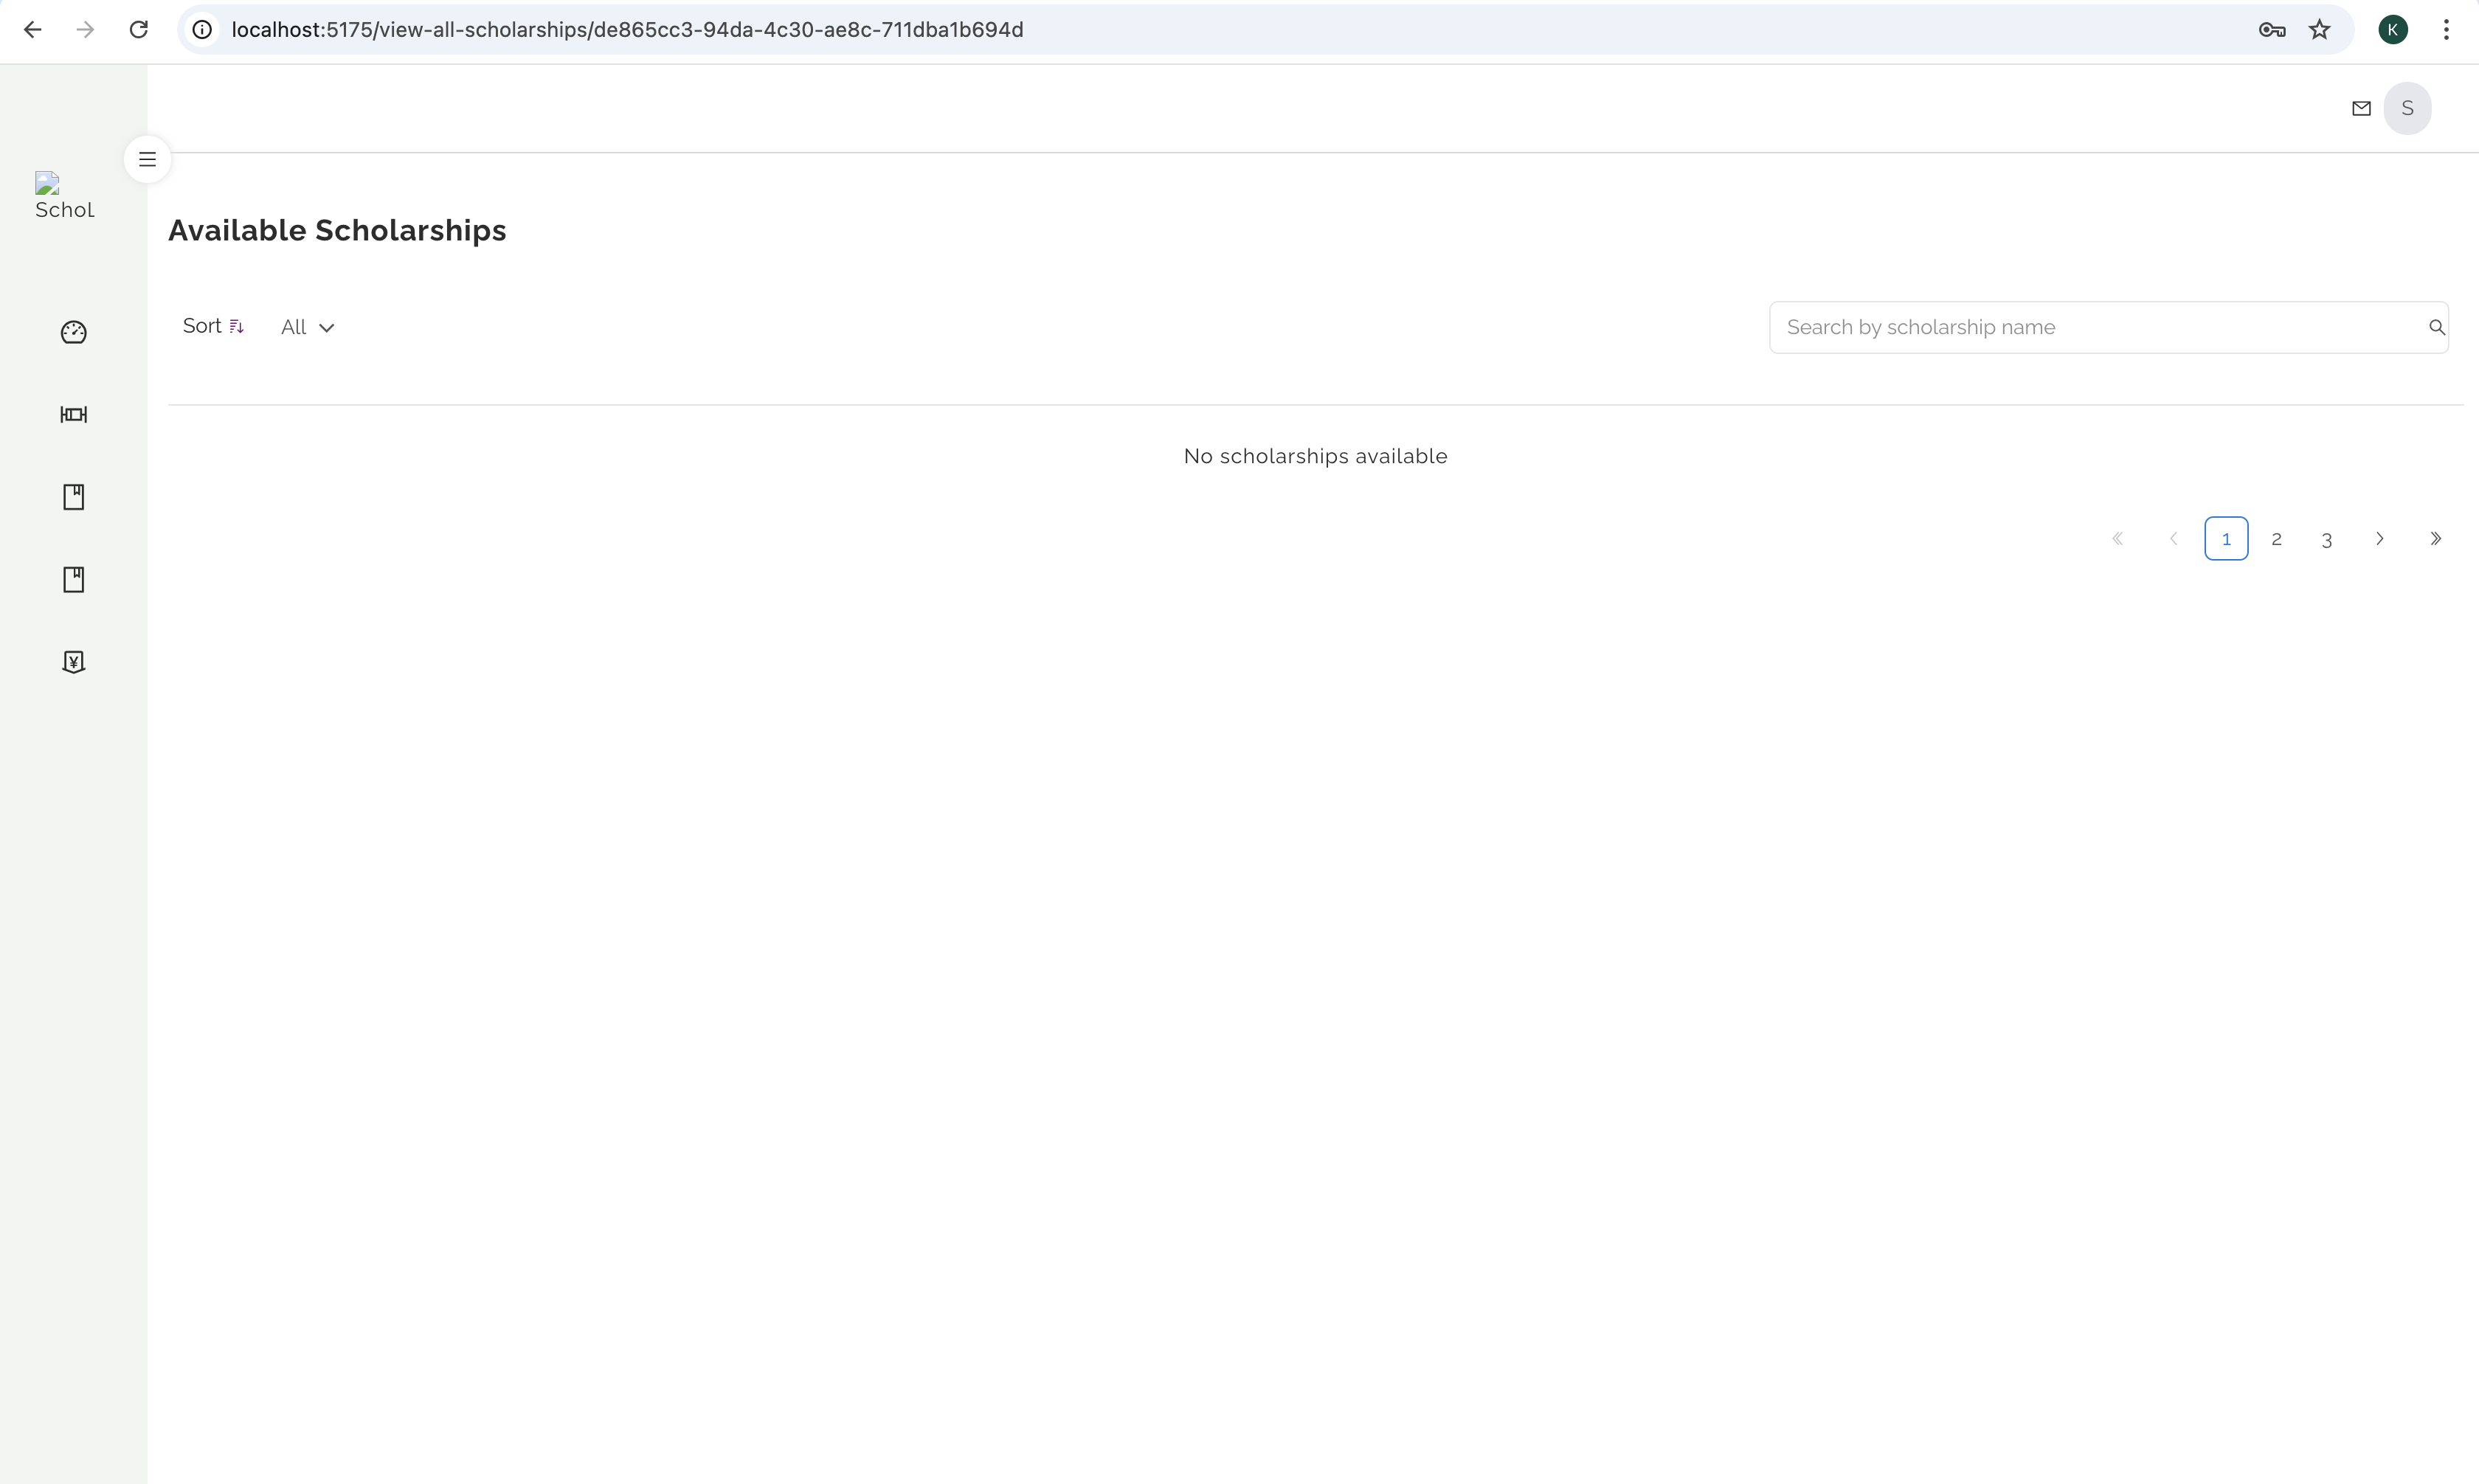 localhost:5175/view-all-scholarships/de865cc3-94da-4c30-ae8c-711dba1b694d
K
S
Schol
Available Scholarships
Sort All
Search by scholarship name
No scholarships available
1 2 3
¥